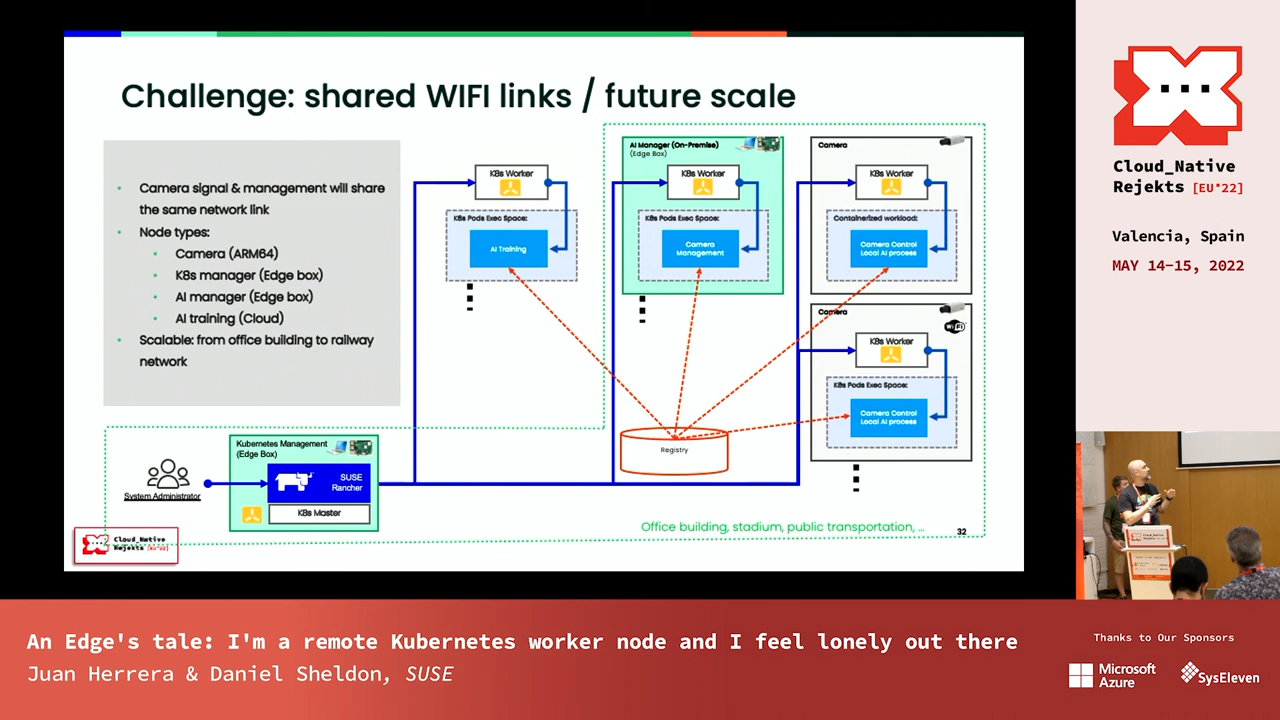 Challenge: shared WIFI links / future scale
Camera signal & management will share
the same network link
Node types:
Camera (ARM64)
K8s manager (Edge box)
AI manager (Edge box)
AI training (Cloud)
Scalable: from office building to railway
network
K8s Worker
K8s Pods Exec Space:
AI Training
AI Manager (On-Premise)
(Edge Box)
K8s Worker
K8s Pods Exec Space:
Camera
Management
Camera
K8s Worker
Containerized workload:
Camera Control
Local AI process
Camera
WiFi
K8s Worker
K8s Pods Exec Space:
Camera Control
Local AI process
Registry
System Administrator
Kubernetes Management
(Edge Box)
SUSE
Rancher
K8s Master
Office building, stadium, public transportation, ...
32
Cloud_Native
Rejekts [EU'22]
Cloud_Native
Rejekts [EU'22]
Valencia, Spain
MAY 14-15, 2022
An Edge's tale: I'm a remote Kubernetes worker node and I feel lonely out there
Juan Herrera & Daniel Sheldon, SUSE
Thanks to Our Sponsors
Microsoft
Azure
SysEleven